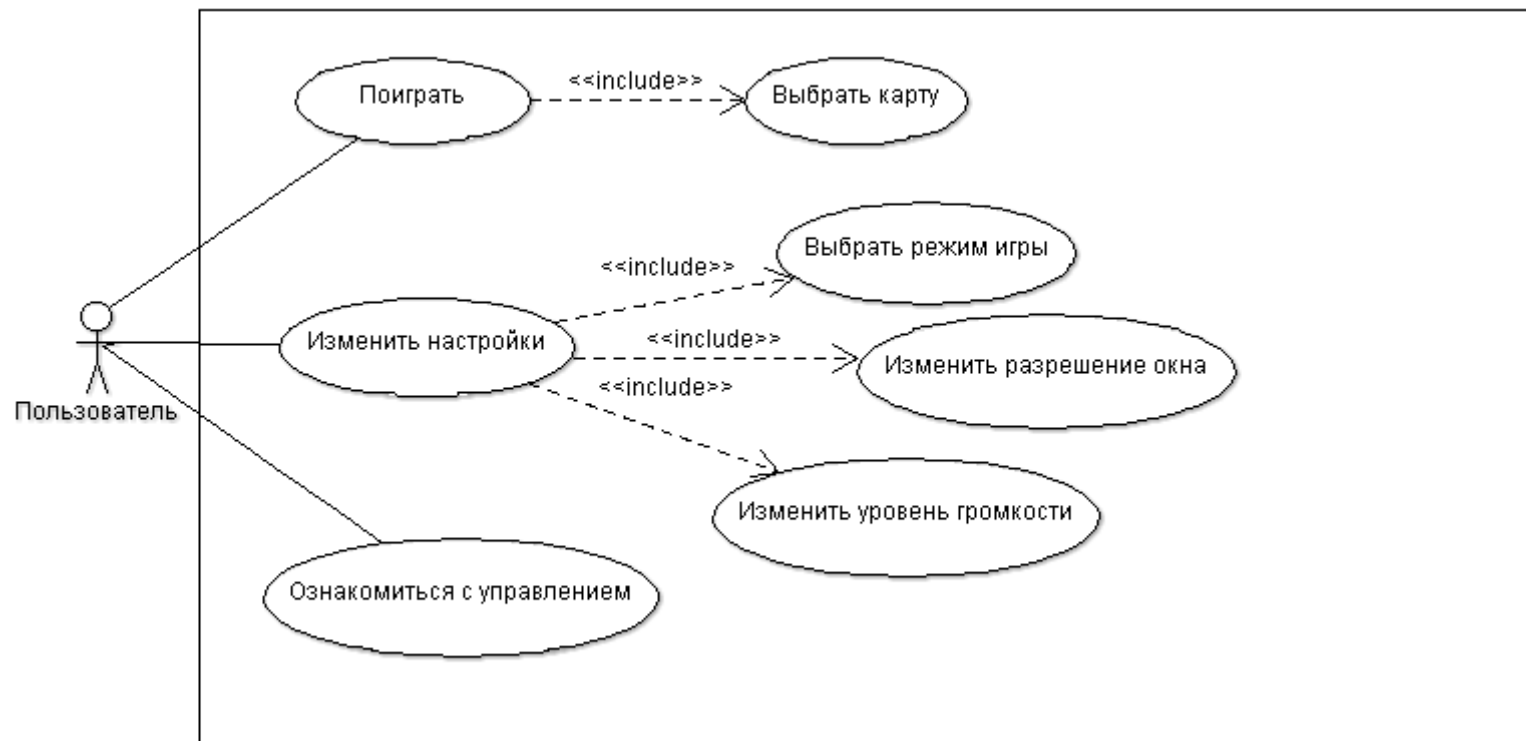 Поиграть
<<include>>
Выбрать карту
Выбрать режим игры
<<include>>
Изменить настройки
<<include>>
Изменить разрешение окна
<<include>>
Пользователь
Изменить уровень громкости
Ознакомиться с управлением